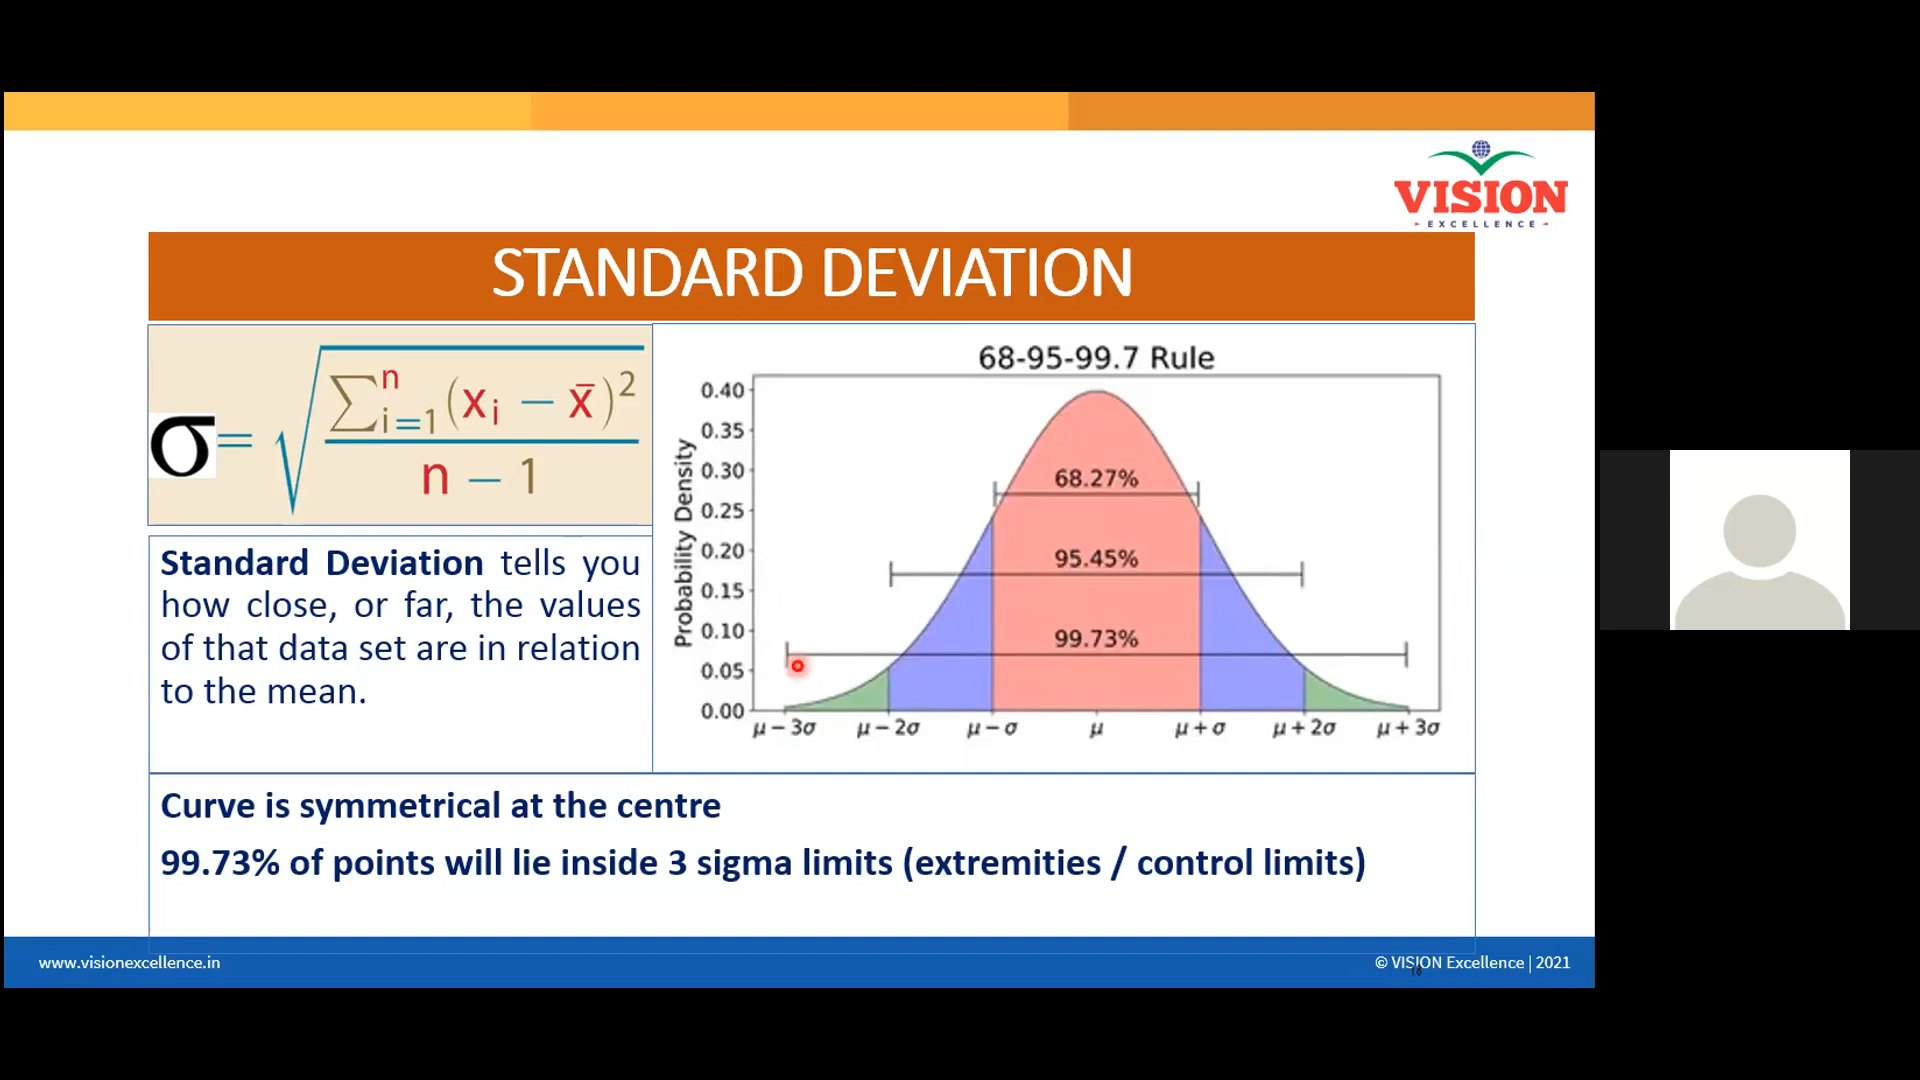 VISION
EXCELLENCE
STANDARD DEVIATION
σ = √ ∑ⁿᵢ₌₁ (xᵢ − x̄)² / n − 1
Standard Deviation tells you
how close, or far, the values
of that data set are in relation
to the mean.
68-95-99.7 Rule
Probability Density
0.40
0.35
0.30
0.25
0.20
0.15
0.10
0.05
0.00
68.27%
95.45%
99.73%
μ − 3σ μ − 2σ μ − σ μ μ + σ μ + 2σ μ + 3σ
Curve is symmetrical at the centre
99.73% of points will lie inside 3 sigma limits (extremities / control limits)
www.visionexcellence.in
© VISION Excellence | 2021
18